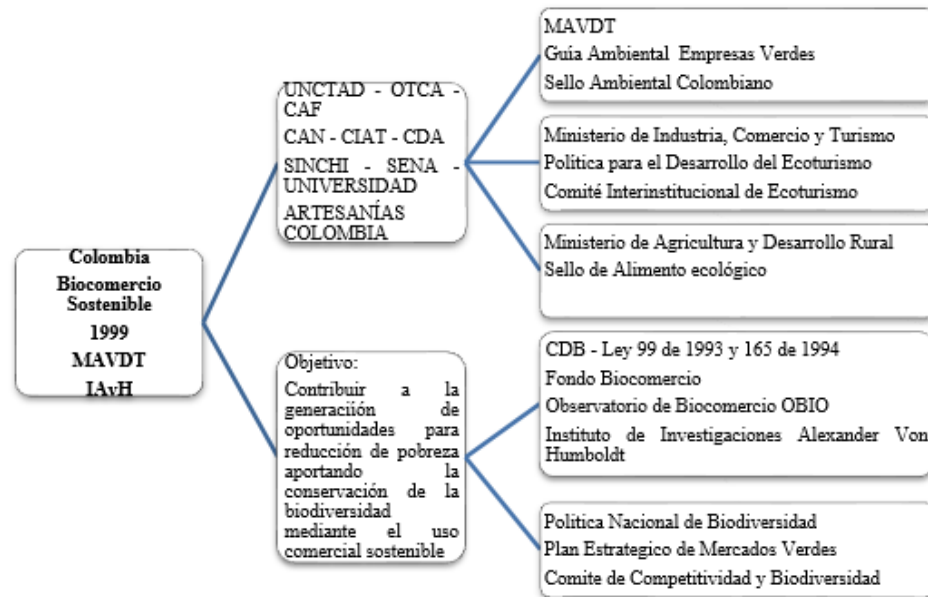 Colombia
Biocomercio
Sostenible
1999
MAVDT
IAvH
UNCTAD - OTCA -
CAF
CAN - CIAT - CDA
SINCHI - SENA -
UNIVERSIDAD
ARTESANÍAS
COLOMBIA
MAVDT
Guía Ambiental Empresas Verdes
Sello Ambiental Colombiano
Ministerio de Industria, Comercio y Turismo
Política para el Desarrollo del Ecoturismo
Comité Interinstitucional de Ecoturismo
Ministerio de Agricultura y Desarrollo Rural
Sello de Alimento ecológico
Objetivo:
Contribuir a la
generaciión de
oportunidades para
reducción de pobreza
aportando la
conservación de la
biodiversidad
mediante el uso
comercial sostenible
CDB - Ley 99 de 1993 y 165 de 1994
Fondo Biocomercio
Observatorio de Biocomercio OBIO
Instituto de Investigaciones Alexander Von
Humboldt
Politica Nacional de Biodiversidad
Plan Estrategico de Mercados Verdes
Comite de Competitividad y Biodiversidad